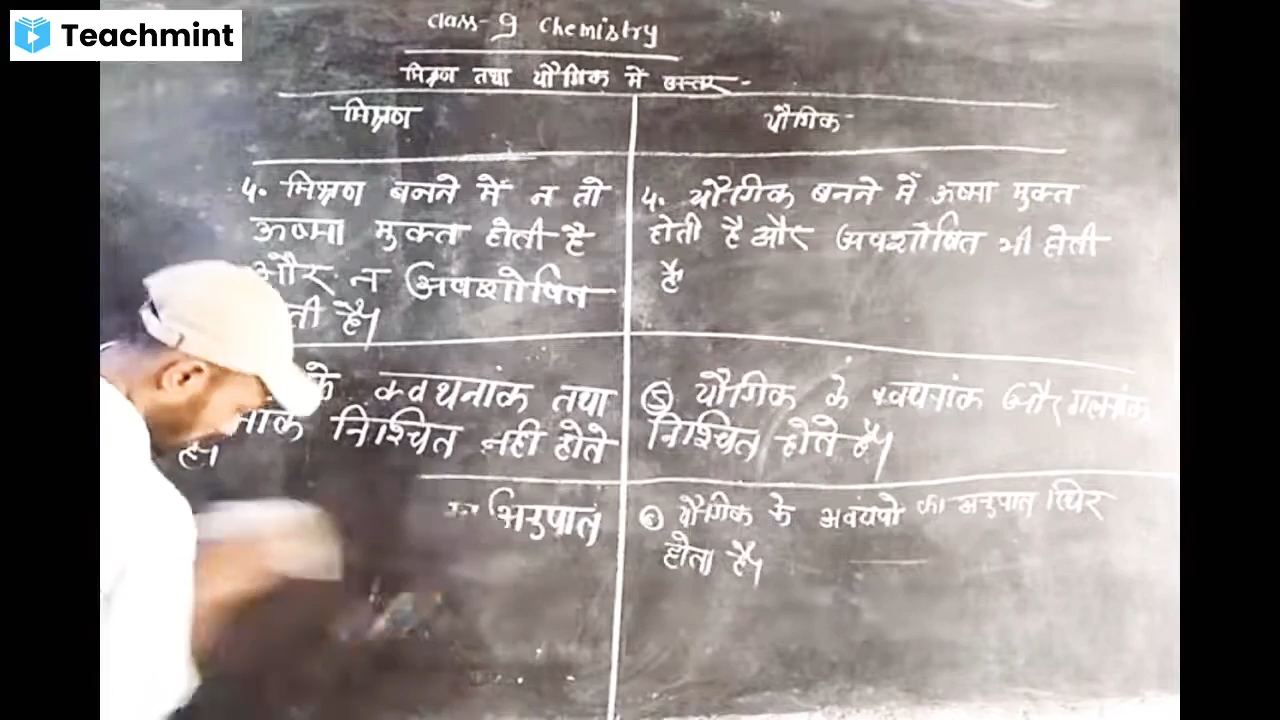 Teachmint
class- 9 Chemistry
मिश्रण तथा यौगिक में अन्तर -
मिश्रण
यौगिक
4. मिश्रण बनने में न तो
ऊष्मा मुक्त होती है
और न अवशोषित
ती है।
4. यौगिक बनने में ऊष्मा मुक्त
होती है और अवशोषित भी होती
है
के क्वथनांक तथा
नांक निश्चित नही होते
है।
5 यौगिक के क्वथनांक और गलनांक
निश्चित होते है।
अनुपात
6 यौगिक के अवयवो का अनुपात स्थिर
होता है।